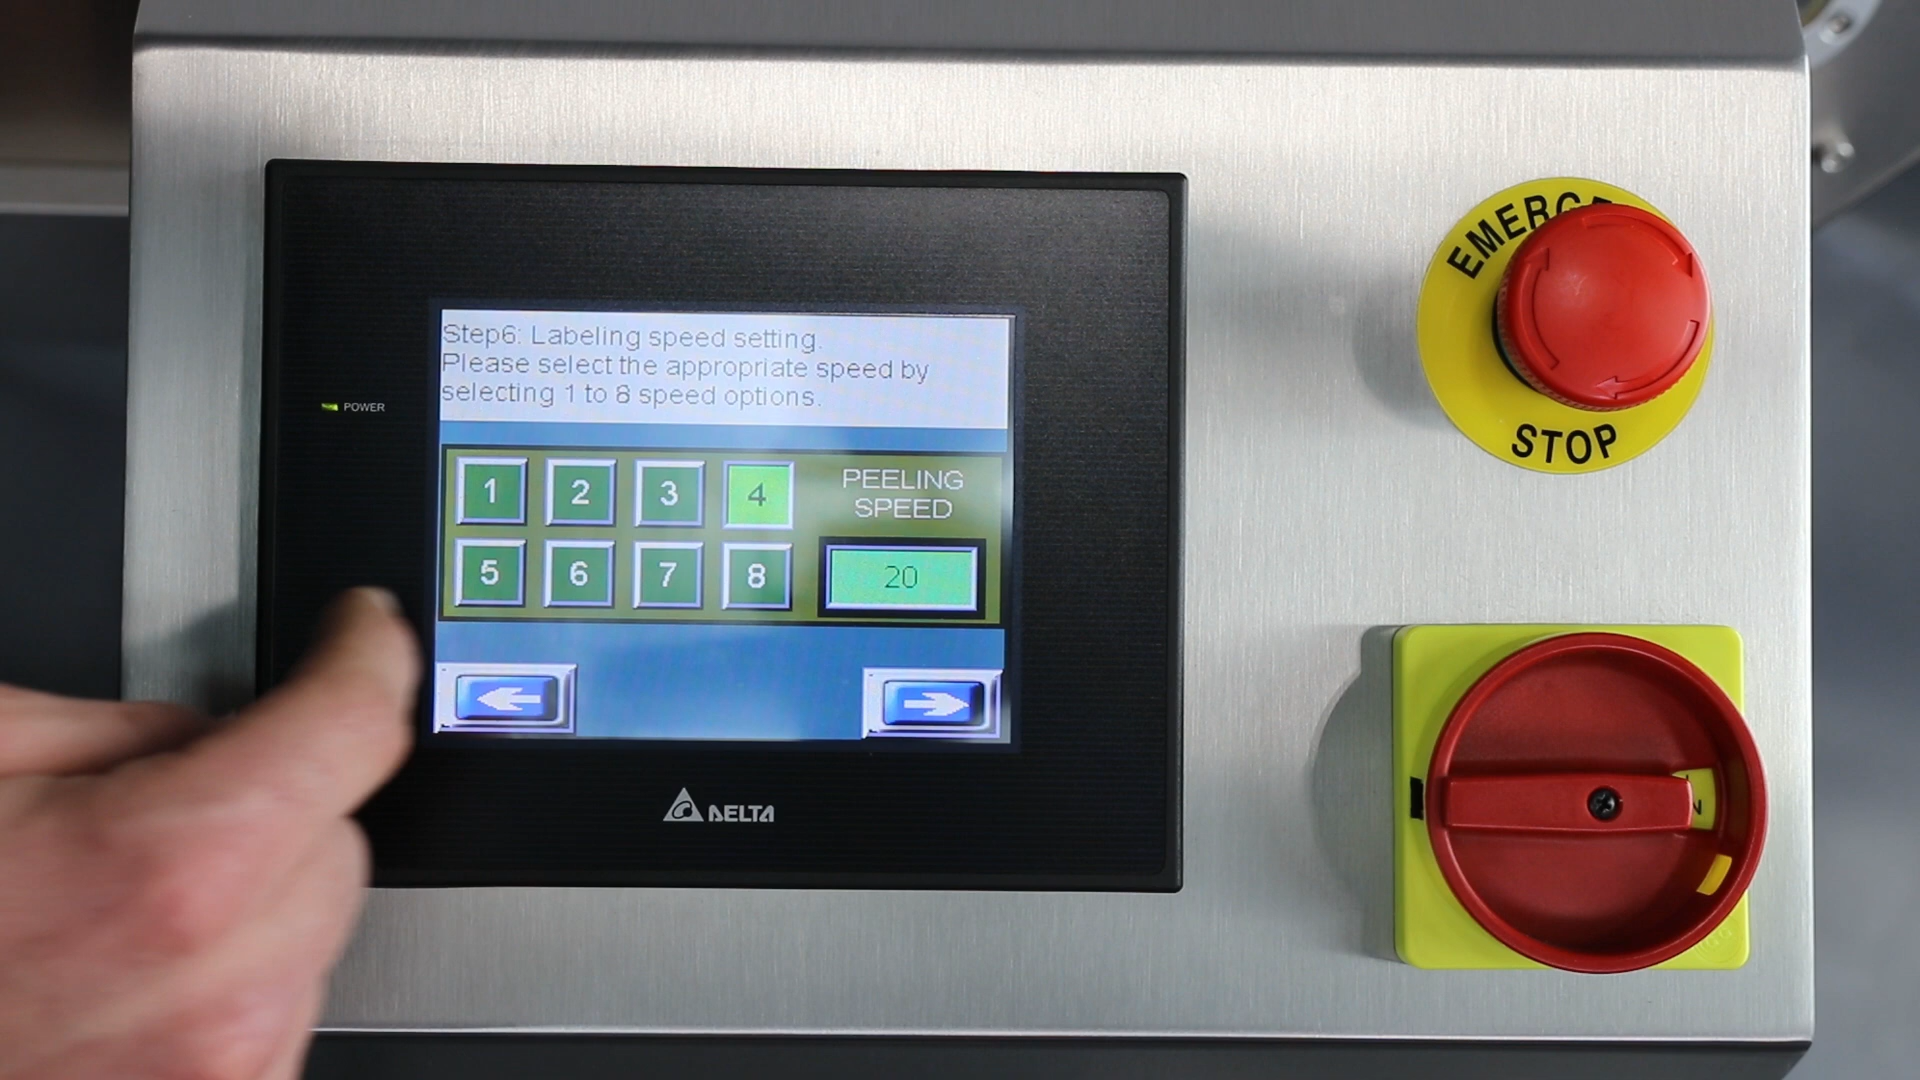 Step6: Labeling speed setting.
Please select the appropriate speed by
selecting 1 to 8 speed options.
1 2 3 4
5 6 7 8
PEELING
SPEED
20
POWER
DELTA
EMERGE
STOP